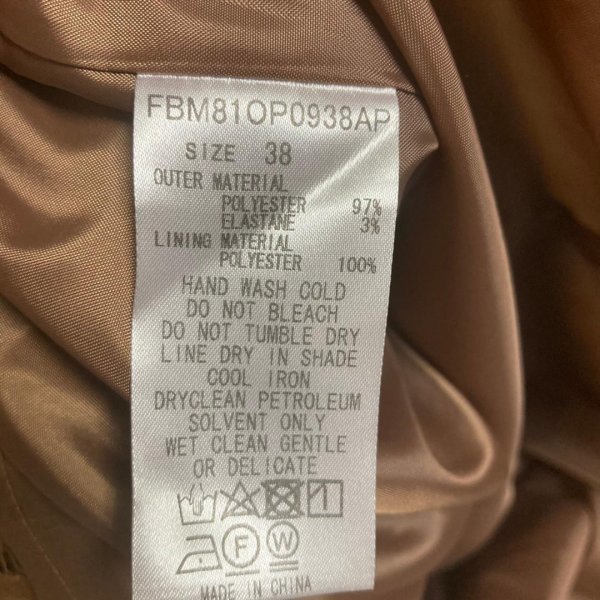 FBM81OP0938AP
SIZE 38
OUTER MATERIAL
POLYESTER 97%
ELASTANE 3%
LINING MATERIAL
POLYESTER 100%
HAND WASH COLD
DO NOT BLEACH
DO NOT TUMBLE DRY
LINE DRY IN SHADE
COOL IRON
DRYCLEAN PETROLEUM
SOLVENT ONLY
WET CLEAN GENTLE
OR DELICATE
F W
MADE IN CHINA